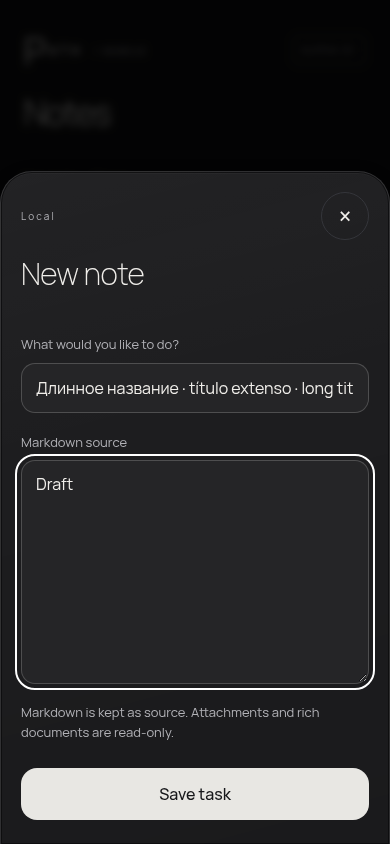 Notes
Local
New note
What would you like to do?
Длинное название · título extenso · long tit
Markdown source
Draft
Markdown is kept as source. Attachments and rich
documents are read-only.
Save task